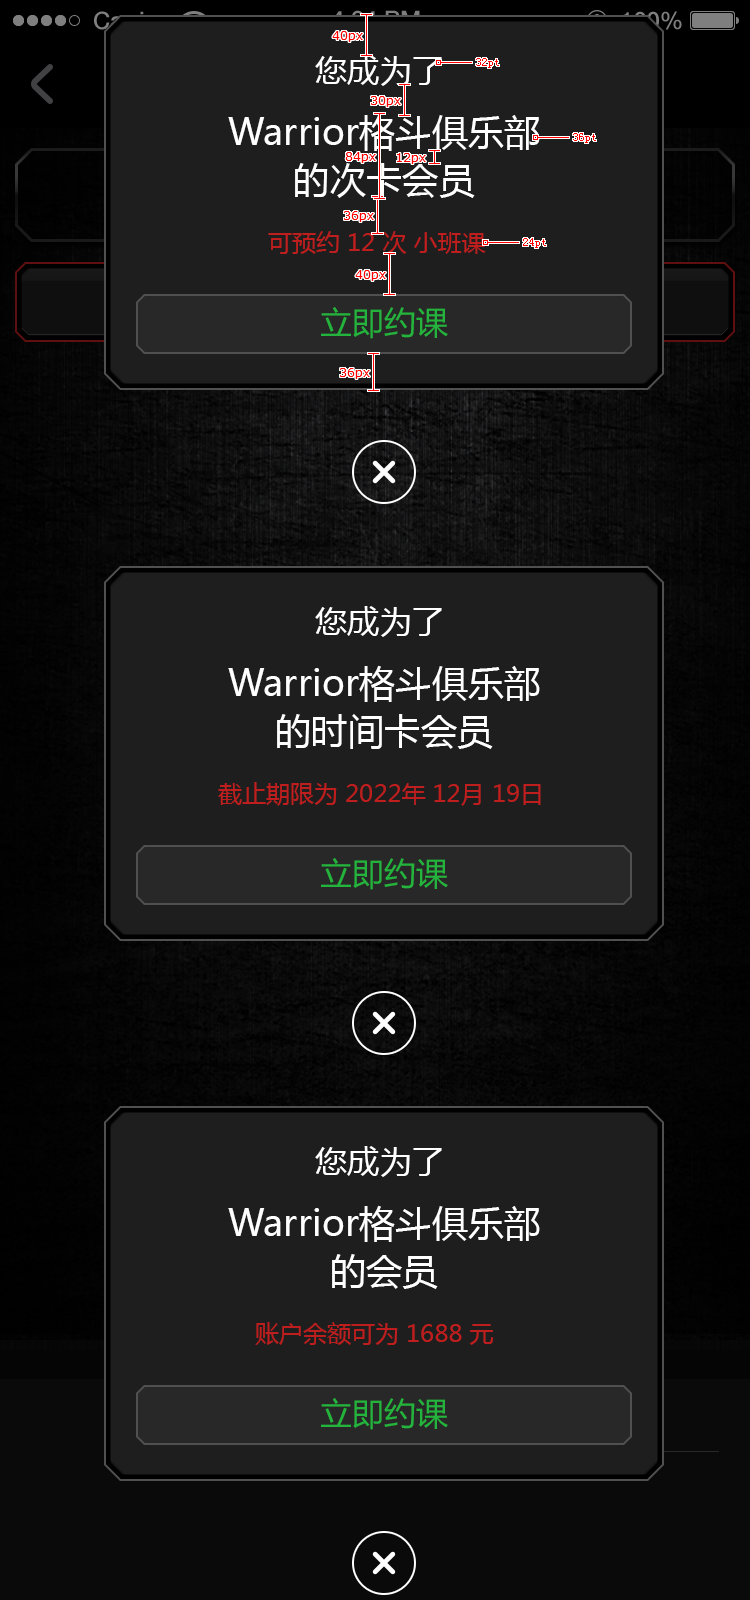 40px
您成为了
32pt
30px
Warrior格斗俱乐部
36pt
84px
12px
的次卡会员
36px
可预约 12 次 小班课
24pt
40px
立即约课
36px
您成为了
Warrior格斗俱乐部
的时间卡会员
截止期限为 2022年 12月 19日
立即约课
您成为了
Warrior格斗俱乐部
的会员
账户余额可为 1688 元
立即约课